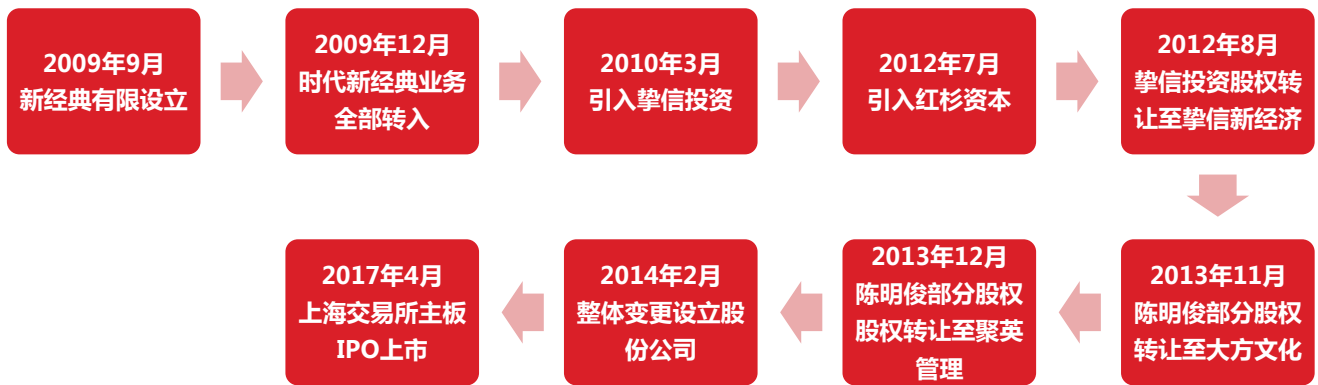 2009年9月
新经典有限设立
2009年12月
时代新经典业务
全部转入
2010年3月
引入挚信投资
2012年7月
引入红杉资本
2012年8月
挚信投资股权转
让至挚信新经济
2013年11月
陈明俊部分股权
转让至大方文化
2013年12月
陈明俊部分股权
股权转让至聚英
管理
2014年2月
整体变更设立股
份公司
2017年4月
上海交易所主板
IPO上市